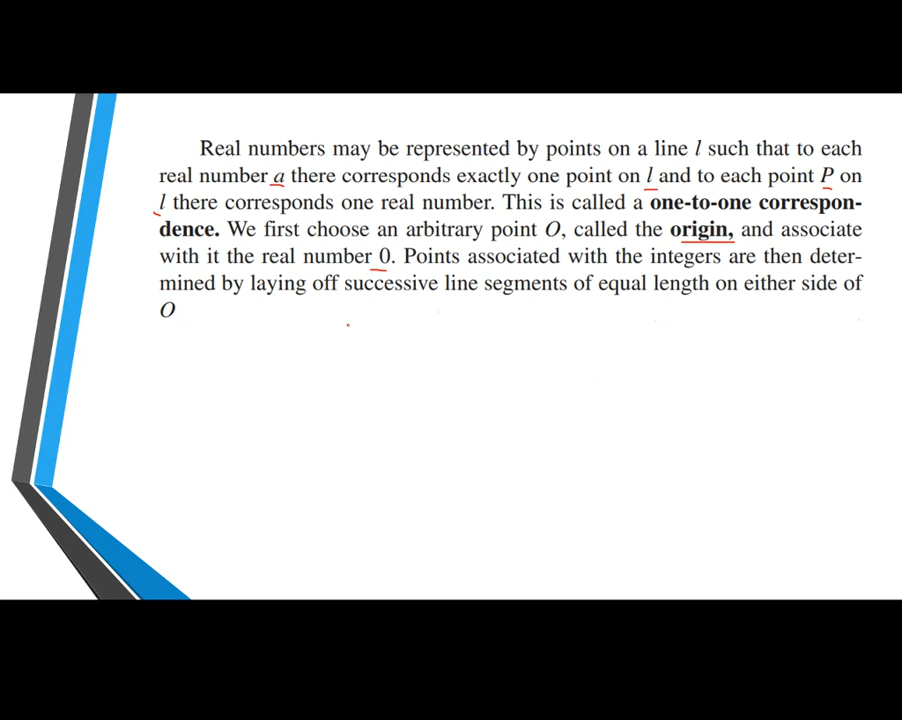 Real numbers may be represented by points on a line l such that to each
real number a there corresponds exactly one point on l and to each point P on
l there corresponds one real number. This is called a one-to-one correspon-
dence. We first choose an arbitrary point O, called the origin, and associate
with it the real number 0. Points associated with the integers are then deter-
mined by laying off successive line segments of equal length on either side of
O